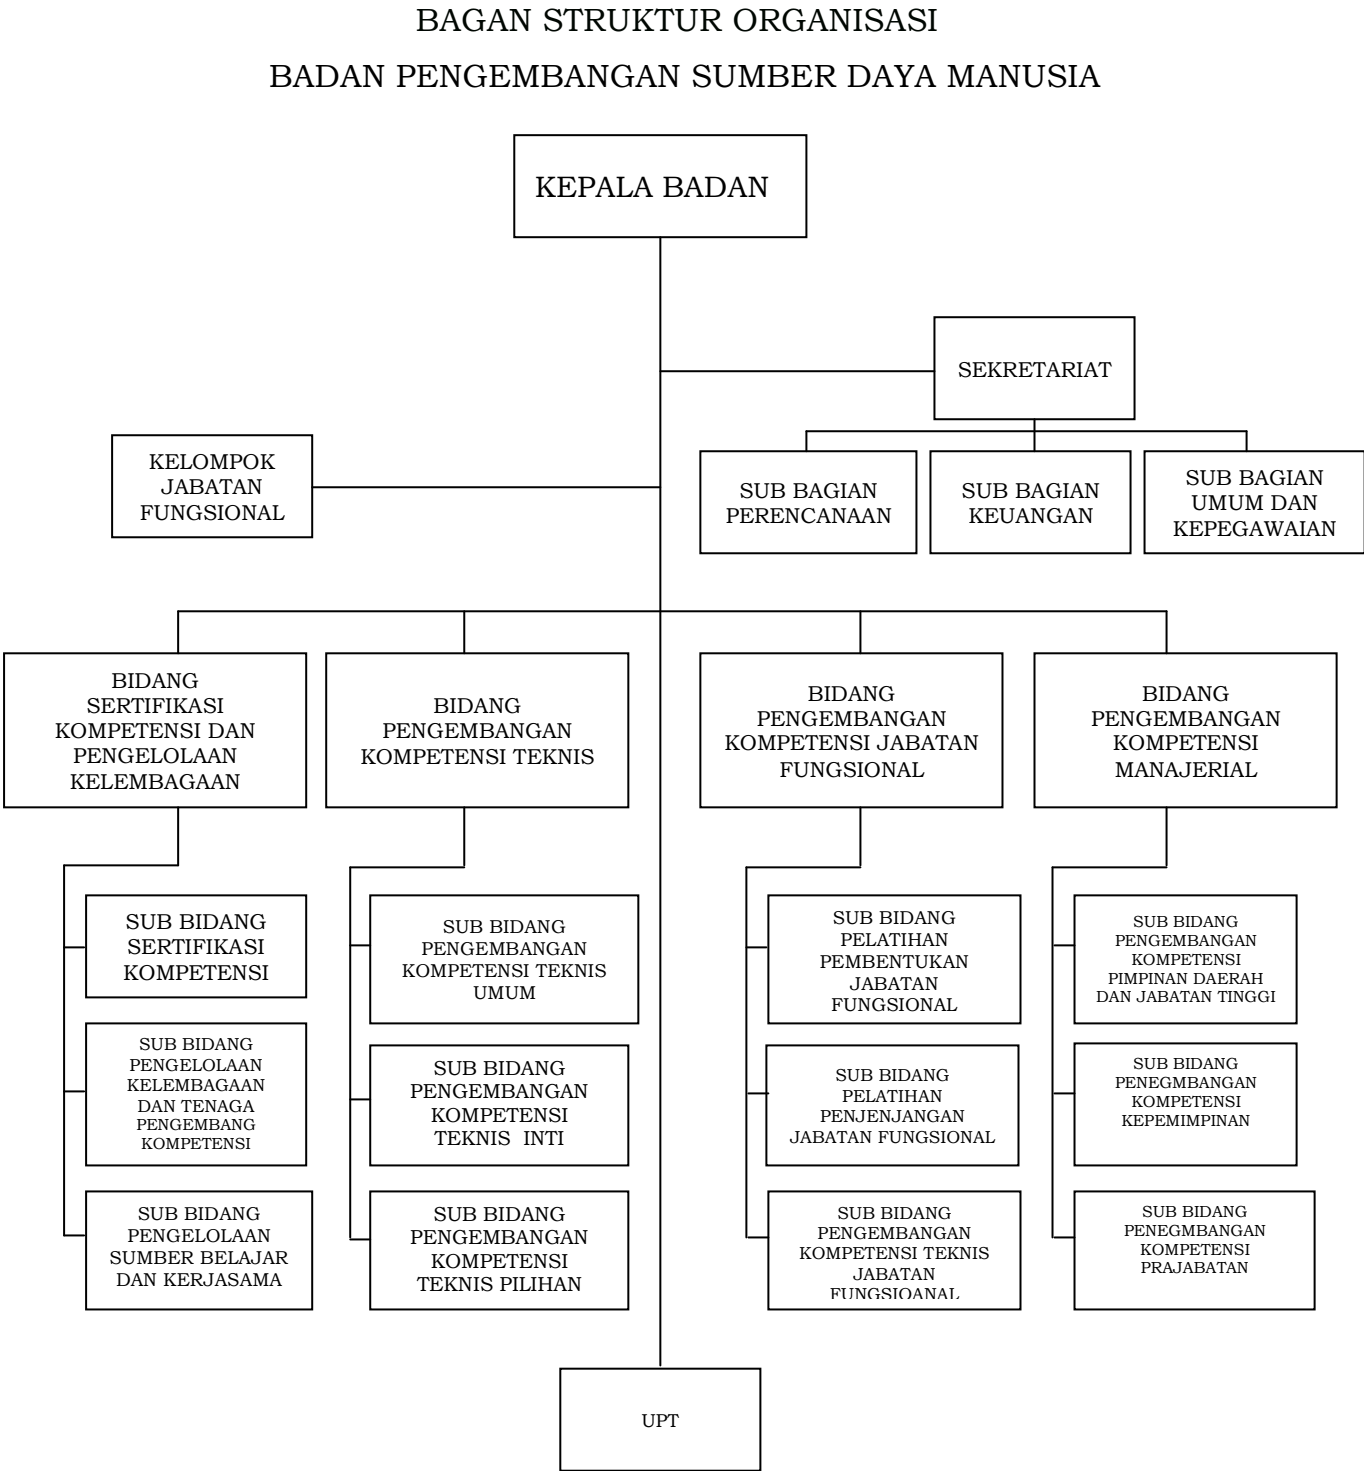 BAGAN STRUKTUR ORGANISASI
BADAN PENGEMBANGAN SUMBER DAYA MANUSIA
KEPALA BADAN
SEKRETARIAT
KELOMPOK
JABATAN
FUNGSIONAL
SUB BAGIAN
PERENCANAAN
SUB BAGIAN
KEUANGAN
SUB BAGIAN
UMUM DAN
KEPEGAWAIAN
BIDANG
SERTIFIKASI
KOMPETENSI DAN
PENGELOLAAN
KELEMBAGAAN
BIDANG
PENGEMBANGAN
KOMPETENSI TEKNIS
BIDANG
PENGEMBANGAN
KOMPETENSI JABATAN
FUNGSIONAL
BIDANG
PENGEMBANGAN
KOMPETENSI
MANAJERIAL
SUB BIDANG
SERTIFIKASI
KOMPETENSI
SUB BIDANG
PENGEMBANGAN
KOMPETENSI TEKNIS
UMUM
SUB BIDANG
PELATIHAN
PEMBENTUKAN
JABATAN
FUNGSIONAL
SUB BIDANG
PENGEMBANGAN
KOMPETENSI
PIMPINAN DAERAH
DAN JABATAN TINGGI
SUB BIDANG
PENGELOLAAN
KELEMBAGAAN
DAN TENAGA
PENGEMBANG
KOMPETENSI
SUB BIDANG
PENGEMBANGAN
KOMPETENSI
TEKNIS INTI
SUB BIDANG
PELATIHAN
PENJENJANGAN
JABATAN FUNGSIONAL
SUB BIDANG
PENEGMBANGAN
KOMPETENSI
KEPEMIMPINAN
SUB BIDANG
PENGELOLAAN
SUMBER BELAJAR
DAN KERJASAMA
SUB BIDANG
PENGEMBANGAN
KOMPETENSI
TEKNIS PILIHAN
SUB BIDANG
PENGEMBANGAN
KOMPETENSI TEKNIS
JABATAN
FUNGSIOANAL
SUB BIDANG
PENEGMBANGAN
KOMPETENSI
PRAJABATAN
UPT